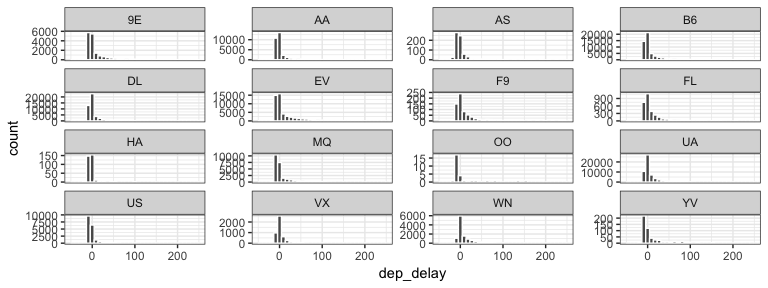 9E AA AS B6
6000 4000 2000 0
10000 5000 0
200 100 0
20000 15000 10000 5000 0
DL EV F9 FL
20000 15000 10000 5000 0
15000 10000 5000 0
250 200 150 100 50 0
900 600 300 0
HA MQ OO UA
150 100 50 0
10000 7500 5000 2500 0
15 10 5 0
20000 10000 0
US VX WN YV
10000 7500 5000 2500 0
2000 1000 0
6000 4000 2000 0
200 150 100 50 0
0 100 200 0 100 200 0 100 200 0 100 200
count
dep_delay